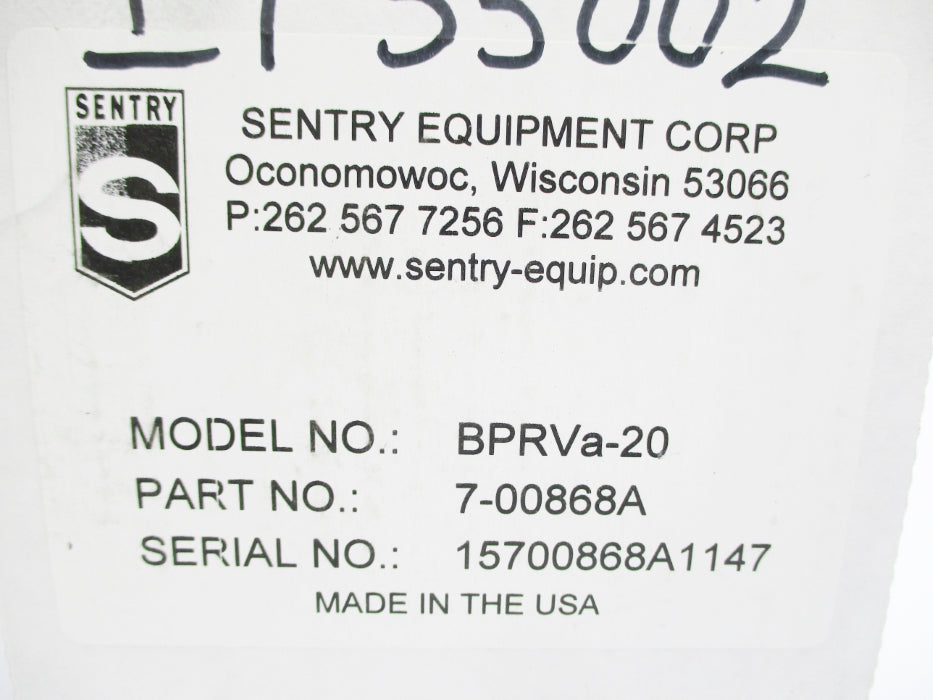 SENTRY
S
SENTRY EQUIPMENT CORP
Oconomowoc, Wisconsin 53066
P:262 567 7256 F:262 567 4523
www.sentry-equip.com
MODEL NO.: BPRVa-20
PART NO.: 7-00868A
SERIAL NO.: 15700868A1147
MADE IN THE USA